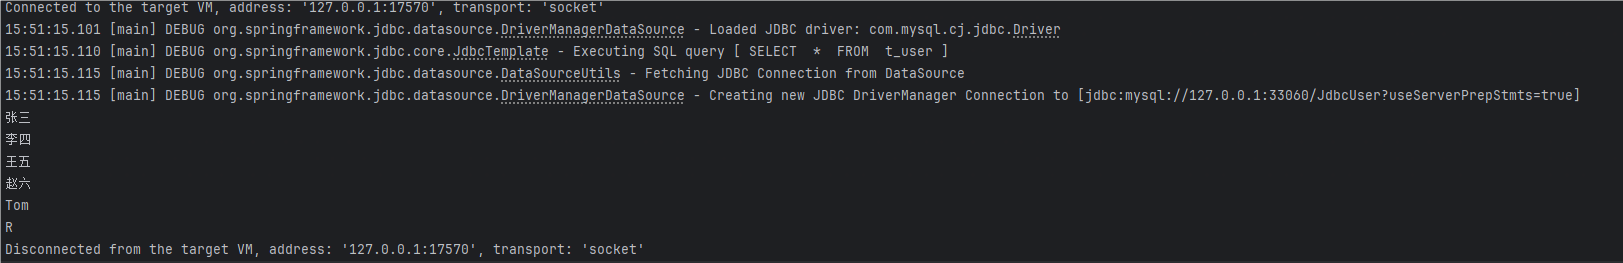 Connected to the target VM, address: '127.0.0.1:17570', transport: 'socket'
15:51:15.101 [main] DEBUG org.springframework.jdbc.datasource.DriverManagerDataSource - Loaded JDBC driver: com.mysql.cj.jdbc.Driver
15:51:15.110 [main] DEBUG org.springframework.jdbc.core.JdbcTemplate - Executing SQL query [ SELECT  *  FROM  t_user ]
15:51:15.115 [main] DEBUG org.springframework.jdbc.datasource.DataSourceUtils - Fetching JDBC Connection from DataSource
15:51:15.115 [main] DEBUG org.springframework.jdbc.datasource.DriverManagerDataSource - Creating new JDBC DriverManager Connection to [jdbc:mysql://127.0.0.1:33060/JdbcUser?useServerPrepStmts=true]
张三
李四
王五
赵六
Tom
R
Disconnected from the target VM, address: '127.0.0.1:17570', transport: 'socket'